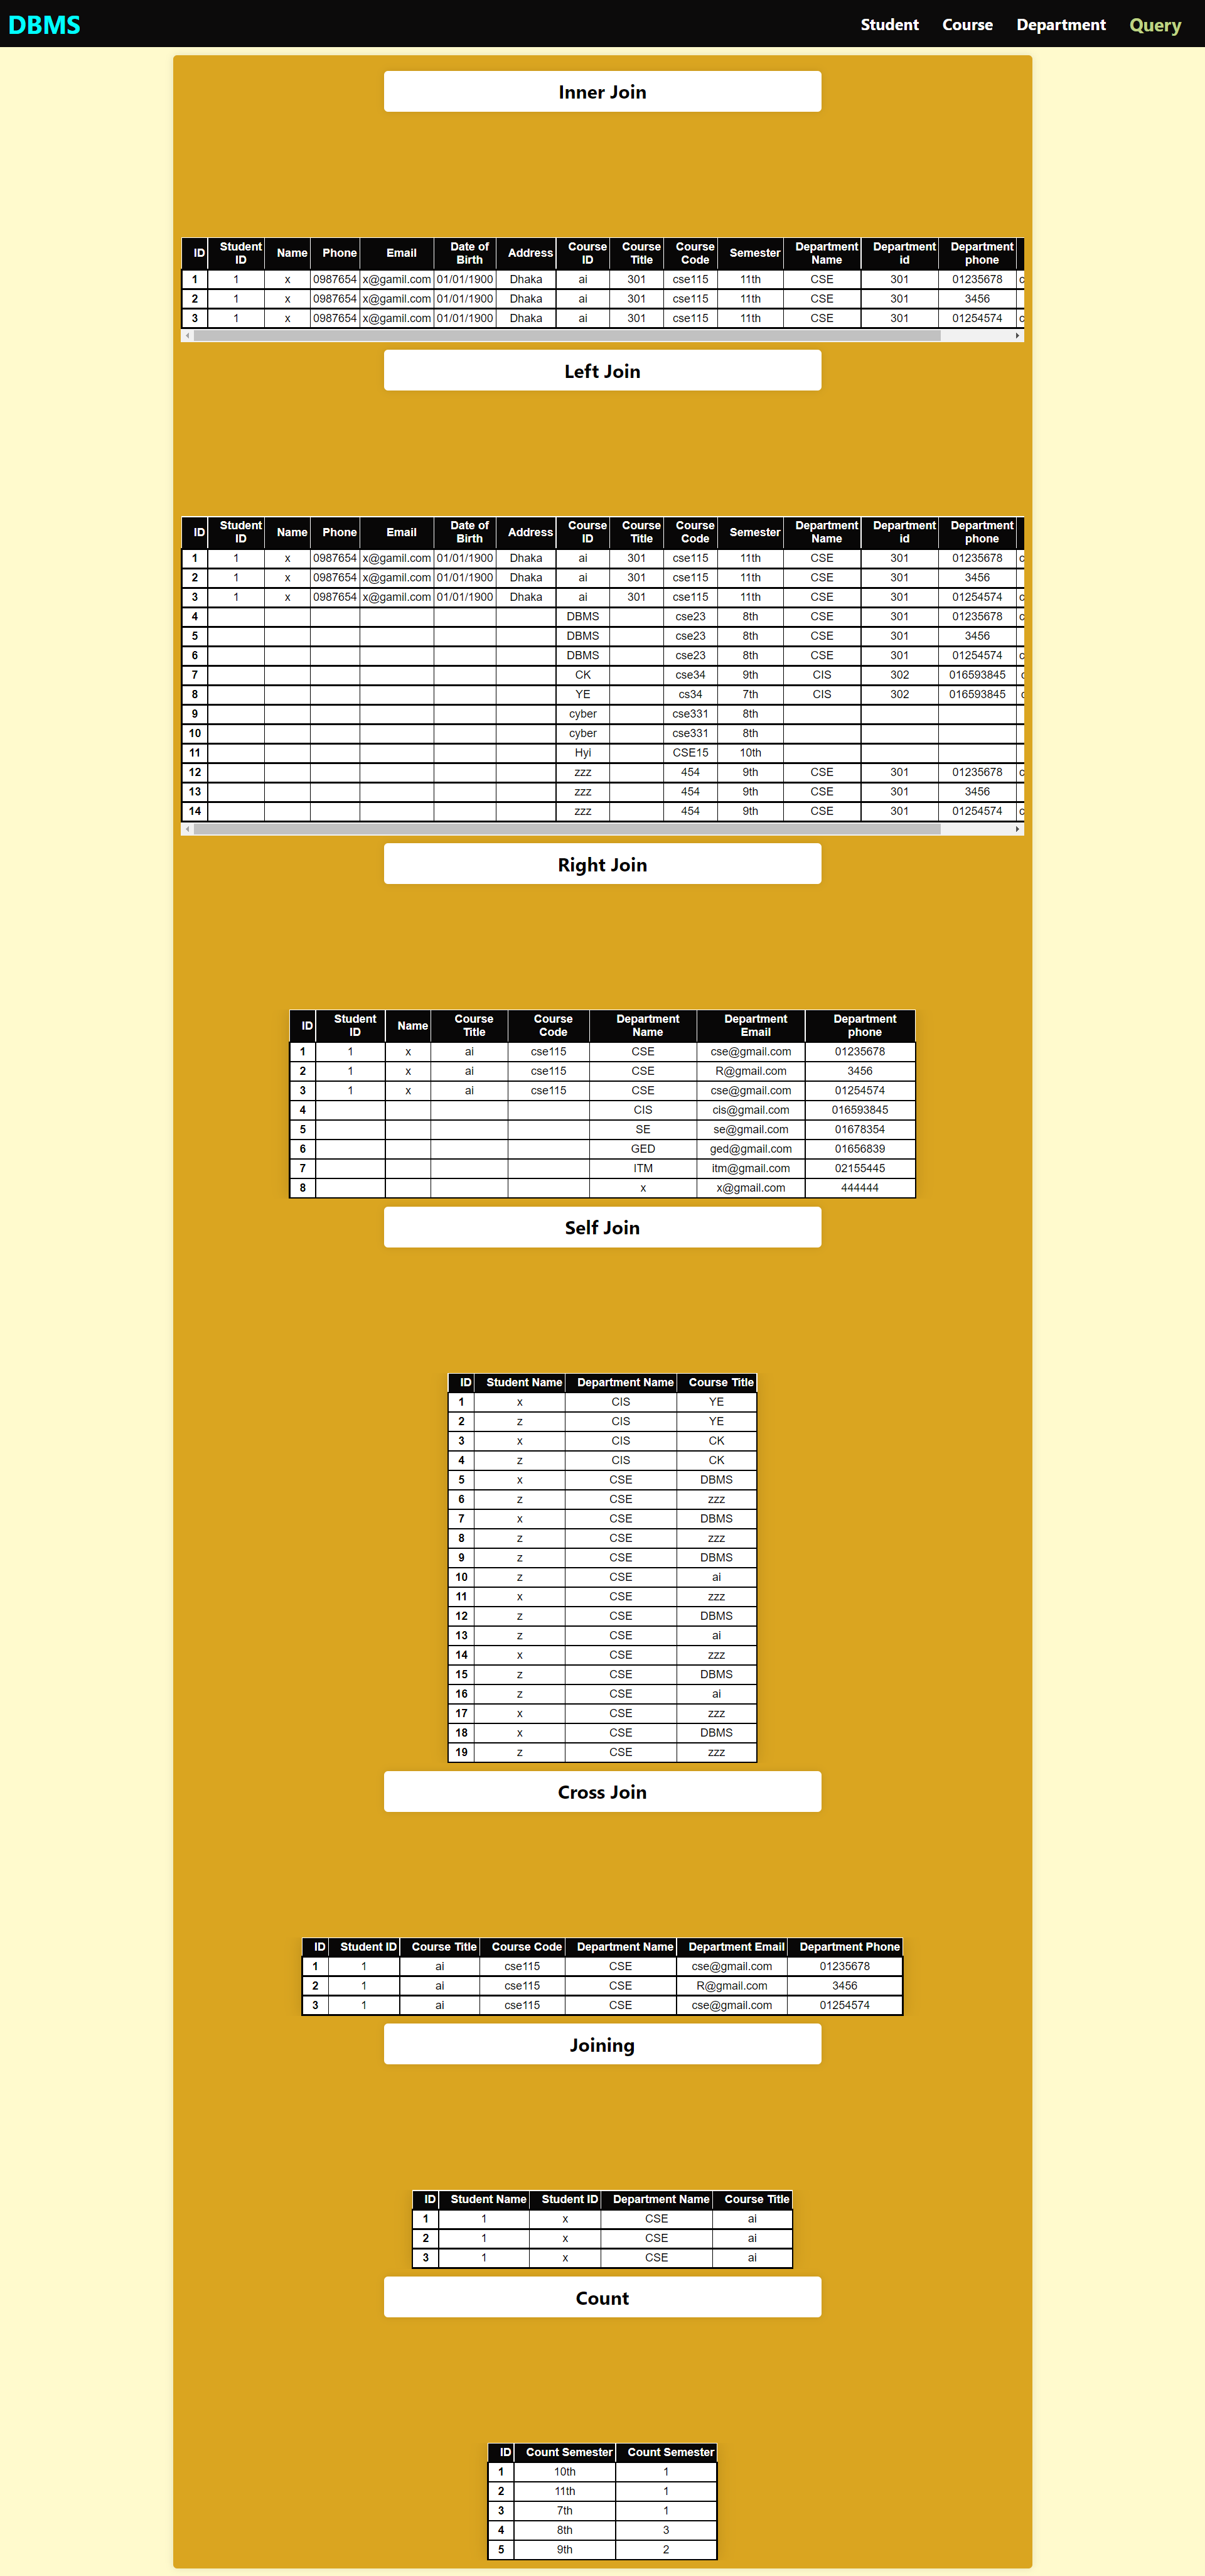 DBMS
Student Course Department Query
Inner Join
ID Student ID Name Phone Email Date of Birth Address Course ID Course Title Course Code Semester Department Name Department id Department phone
1 1 x 0987654 x@gamil.com 01/01/1900 Dhaka ai 301 cse115 11th CSE 301 01235678 c
2 1 x 0987654 x@gamil.com 01/01/1900 Dhaka ai 301 cse115 11th CSE 301 3456
3 1 x 0987654 x@gamil.com 01/01/1900 Dhaka ai 301 cse115 11th CSE 301 01254574 c
Left Join
ID Student ID Name Phone Email Date of Birth Address Course ID Course Title Course Code Semester Department Name Department id Department phone
1 1 x 0987654 x@gamil.com 01/01/1900 Dhaka ai 301 cse115 11th CSE 301 01235678 c
2 1 x 0987654 x@gamil.com 01/01/1900 Dhaka ai 301 cse115 11th CSE 301 3456
3 1 x 0987654 x@gamil.com 01/01/1900 Dhaka ai 301 cse115 11th CSE 301 01254574 c
4 DBMS cse23 8th CSE 301 01235678 c
5 DBMS cse23 8th CSE 301 3456
6 DBMS cse23 8th CSE 301 01254574 c
7 CK cse34 9th CIS 302 016593845 c
8 YE cs34 7th CIS 302 016593845 c
9 cyber cse331 8th
10 cyber cse331 8th
11 Hyi CSE15 10th
12 zzz 454 9th CSE 301 01235678 c
13 zzz 454 9th CSE 301 3456
14 zzz 454 9th CSE 301 01254574 c
Right Join
ID Student ID Name Course Title Course Code Department Name Department Email Department phone
1 1 x ai cse115 CSE cse@gmail.com 01235678
2 1 x ai cse115 CSE R@gmail.com 3456
3 1 x ai cse115 CSE cse@gmail.com 01254574
4 CIS cis@gmail.com 016593845
5 SE se@gmail.com 01678354
6 GED ged@gmail.com 01656839
7 ITM itm@gmail.com 02155445
8 x x@gmail.com 444444
Self Join
ID Student Name Department Name Course Title
1 x CIS YE
2 z CIS YE
3 x CIS CK
4 z CIS CK
5 x CSE DBMS
6 z CSE zzz
7 x CSE DBMS
8 z CSE zzz
9 z CSE DBMS
10 z CSE ai
11 x CSE zzz
12 z CSE DBMS
13 z CSE ai
14 x CSE zzz
15 z CSE DBMS
16 z CSE ai
17 x CSE zzz
18 x CSE DBMS
19 z CSE zzz
Cross Join
ID Student ID Course Title Course Code Department Name Department Email Department Phone
1 1 ai cse115 CSE cse@gmail.com 01235678
2 1 ai cse115 CSE R@gmail.com 3456
3 1 ai cse115 CSE cse@gmail.com 01254574
Joining
ID Student Name Student ID Department Name Course Title
1 1 x CSE ai
2 1 x CSE ai
3 1 x CSE ai
Count
ID Count Semester Count Semester
1 10th 1
2 11th 1
3 7th 1
4 8th 3
5 9th 2